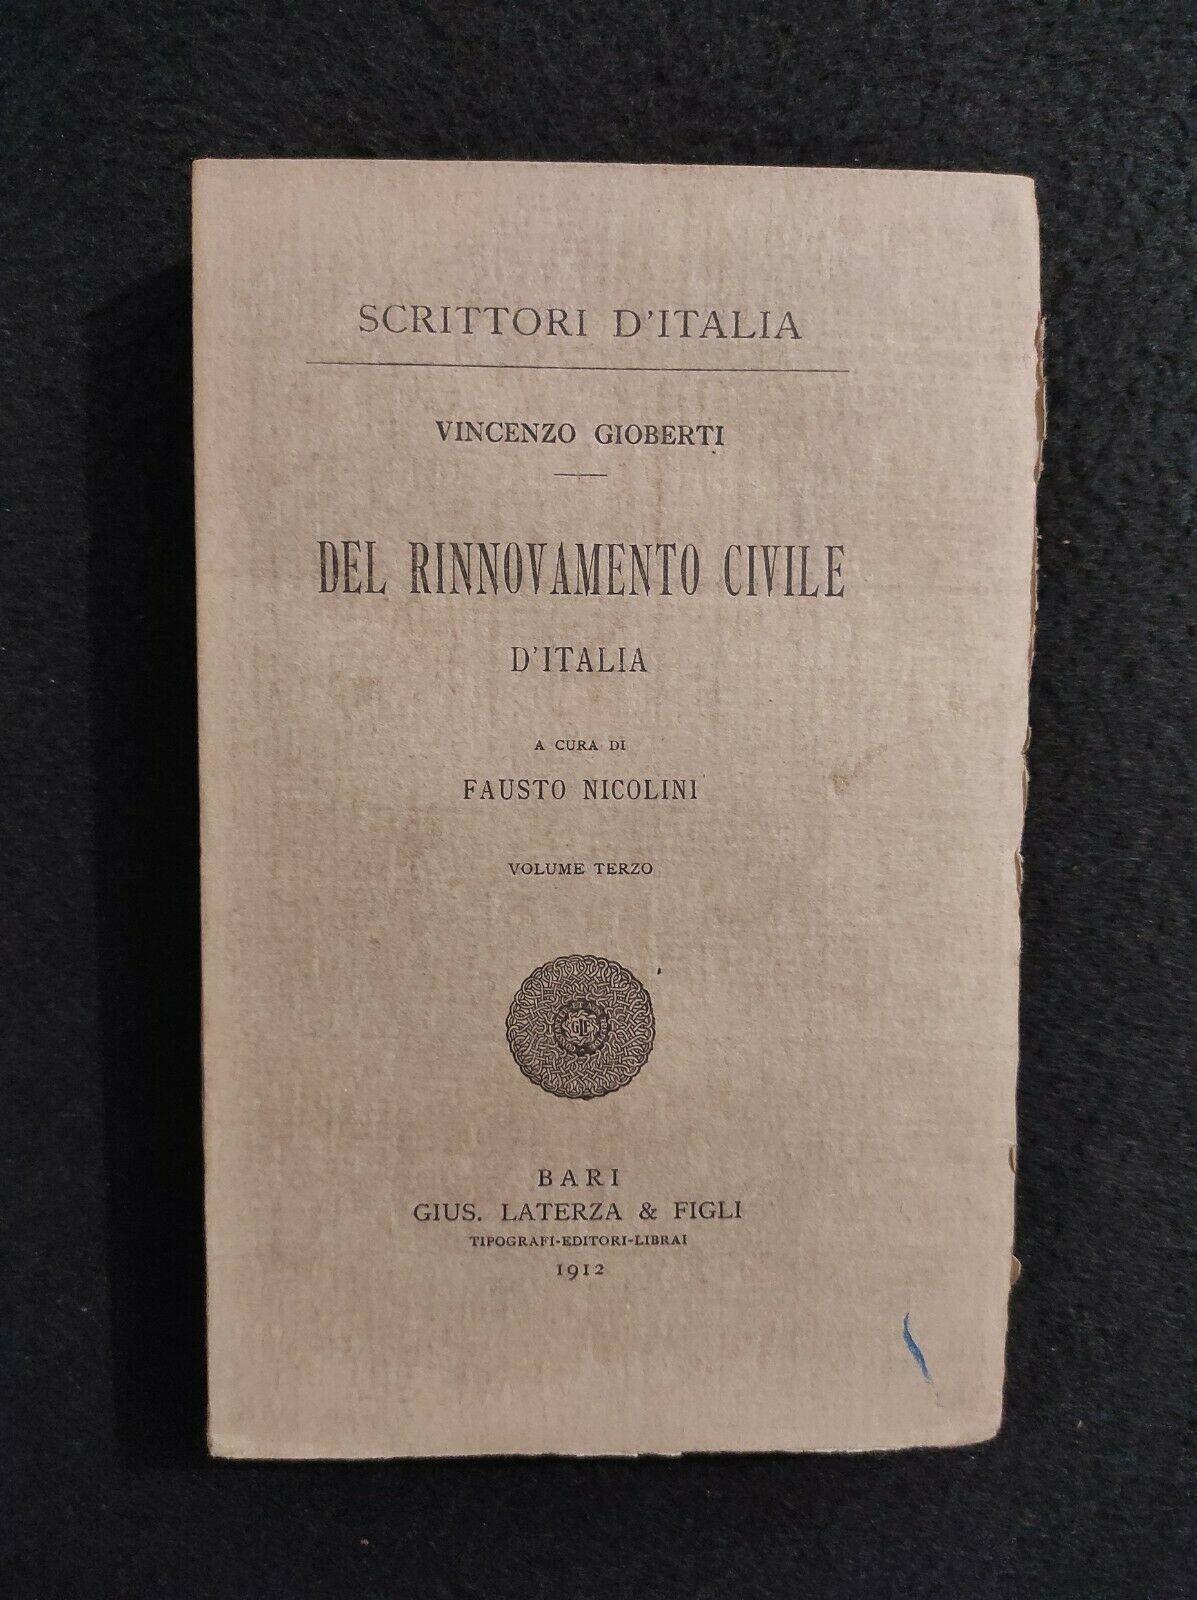 SCRITTORI D'ITALIA
VINCENZO GIOBERTI
DEL RINNOVAMENTO CIVILE
D'ITALIA
A CURA DI
FAUSTO NICOLINI
VOLUME TERZO
BARI
GIUS. LATERZA & FIGLI
TIPOGRAFI-EDITORI-LIBRAI
1912